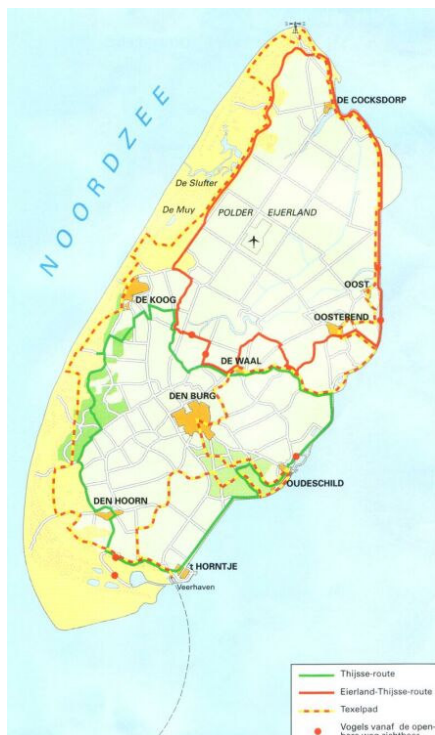 NOORDZEE
DE COCKSDORP
De Slufter
De Muy
POLDER EIJERLAND
OOST
DE KOOG
OOSTEREND
DE WAAL
DEN BURG
OUDESCHILD
DEN HOORN
't HORNTJE
Veerhaven
Thijsse-route
Eierland-Thijsse-route
Texelpad
Vogels vanaf de open-